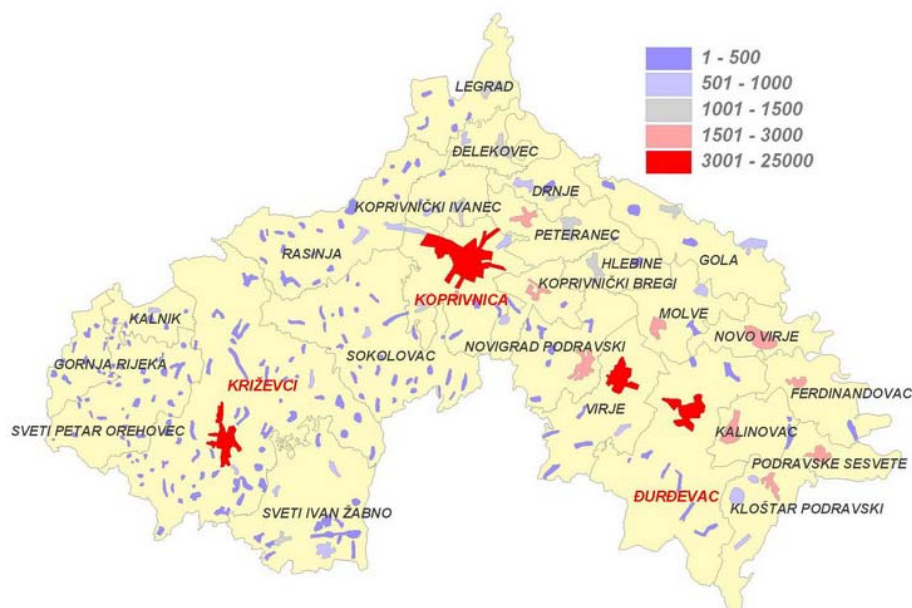 1 - 500
501 - 1000
1001 - 1500
1501 - 3000
3001 - 25000
LEGRAD
ĐELEKOVEC
DRNJE
KOPRIVNIČKI IVANEC
PETERANEC
RASINJA
HLEBINE
GOLA
KOPRIVNIČKI BREGI
KOPRIVNICA
MOLVE
KALNIK
NOVO VIRJE
NOVIGRAD PODRAVSKI
SOKOLOVAC
GORNJA RIJEKA
KRIŽEVCI
FERDINANDOVAC
VIRJE
SVETI PETAR OREHOVEC
KALINOVAC
PODRAVSKE SESVETE
ĐURĐEVAC
KLOŠTAR PODRAVSKI
SVETI IVAN ŽABNO